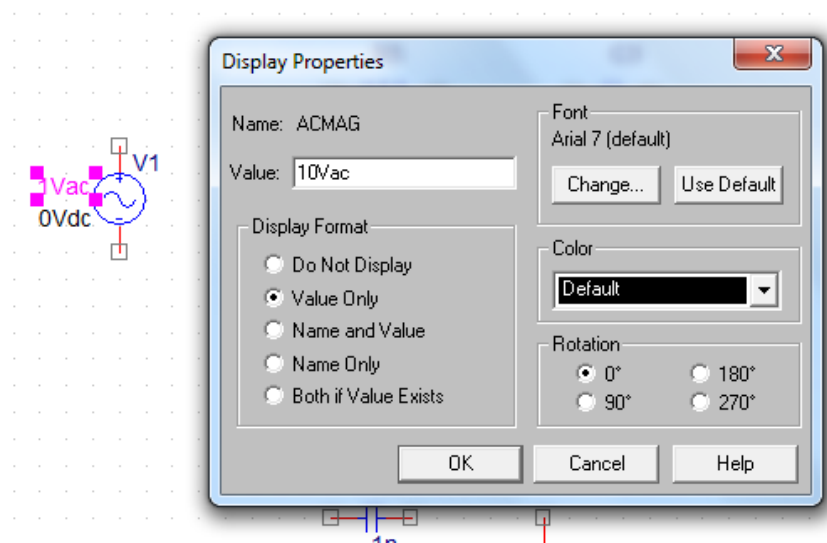 Display Properties
Name: ACMAG
Value: 10Vac
Display Format
Do Not Display
Value Only
Name and Value
Name Only
Both if Value Exists
Font
Arial 7 (default)
Change...
Use Default
Color
Default
Rotation
0°
180°
90°
270°
OK
Cancel
Help
V1
1Vac
0Vdc